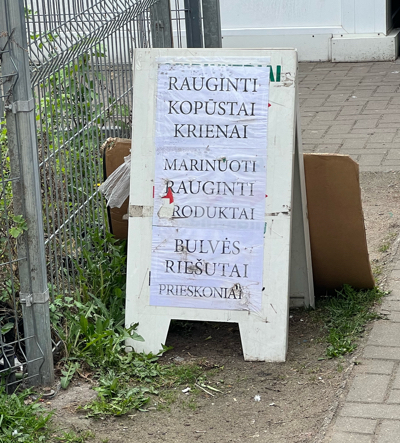 RAUGINTI
KOPŪSTAI
KRIENAI
MARINUOTI
RAUGINTI
RODUKTAI
BULVĖS
RIEŠUTAI
PRIESKONIAI